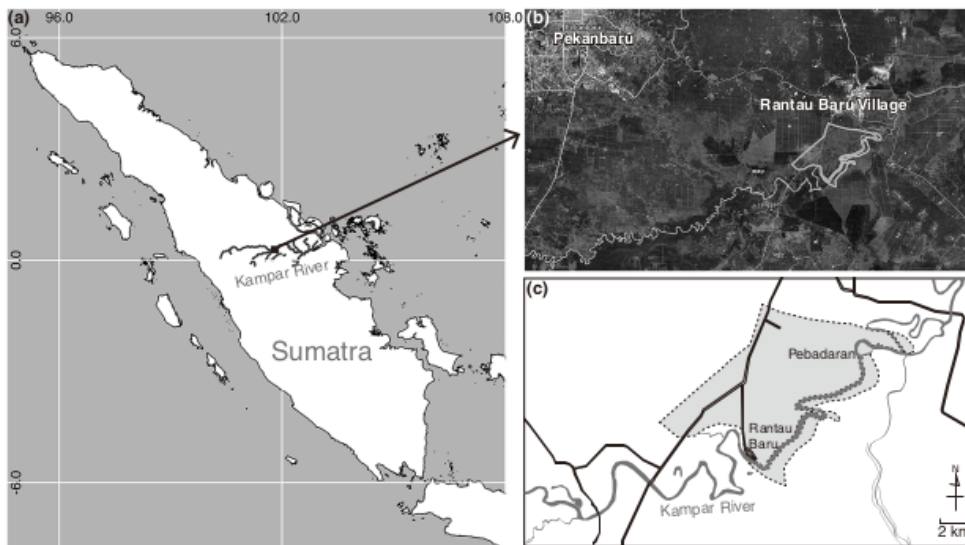 (a)
96.0
102.0
108.0
6.0
0.0
-6.0
Kampar River
Sumatra
(b)
Pekanbaru
Rantau Baru Village
(c)
Pebadaran
Rantau
Baru
Kampar River
N
2 km